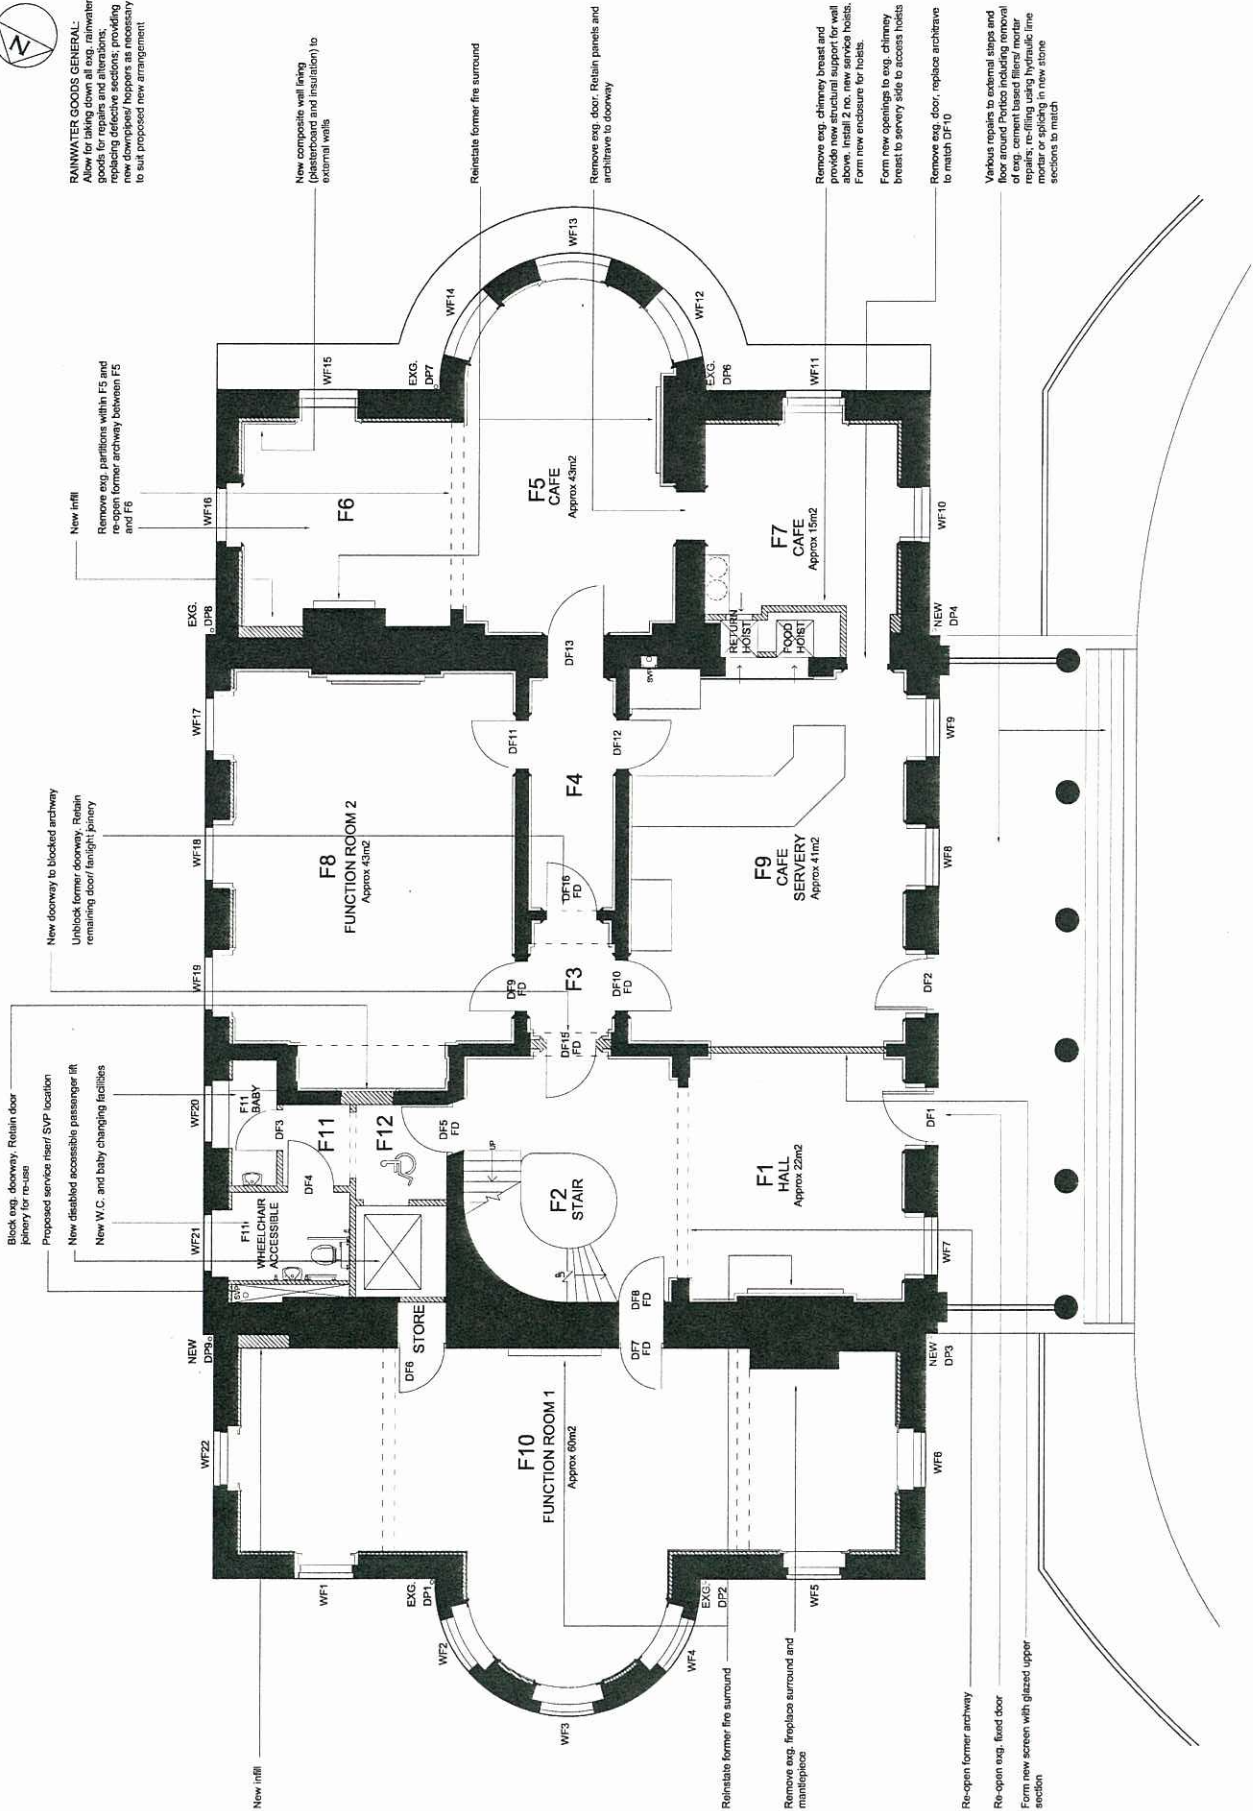 N
RAINWATER GOODS GENERAL:
Allow for taking down all exg. rainwater
goods for repairs and alterations;
replacing defective sections; providing
new downpipes/ hoppers as necessary
to suit proposed new arrangement
New composite wall lining
(plasterboard and insulation) to
external walls
Reinstate former fire surround
Remove exg. door. Retain panels and
architrave to doorway
Remove exg. chimney breast and
provide new structural support for wall
above. Install 2 no. new service hoists.
Form new enclosure for hoists.
Form new openings to exg. chimney
breast to servery side to access hoists
Remove exg. door, replace architrave
to match DF10
Various repairs to external steps and
floor around Portico including removal
of exg. cement based fillers/ mortar
repairs, re-filling using hydraulic lime
mortar or splicing in new stone
sections to match
New infill
Remove exg. partitions within F5 and
re-open former archway between F5
and F6
New doorway to blocked archway
Unblock former doorway. Retain
remaining door/ fanlight joinery
Block exg. doorway. Retain door
joinery for re-use
Proposed service riser/ SVP location
New disabled accessible passenger lift
New W.C. and baby changing facilities
New infill
Reinstate former fire surround
Remove exg. fireplace surround and
mantlepiece
Re-open former archway
Re-open exg. fixed door
Form new screen with glazed upper
section
WF13
WF14
WF12
WF15
EXG.
DP7
EXG.
DP6
WF11
WF16
F6
F5
CAFE
Approx 43m2
F7
CAFE
Approx 15m2
WF10
EXG.
DP8
RETURN
HOIST
FOOD
HOIST
NEW
DP4
DF13
SVP
WF17
DF11
DF12
WF9
F4
WF18
F8
FUNCTION ROOM 2
Approx 43m2
DF16
FD
F9
CAFE
SERVERY
Approx 41m2
WF8
WF19
DF9
FD
F3
DF10
FD
DF2
DF15
FD
WF20
F11
BABY
DF3
F11
F12
DF5
FD
DF1
UP
DF4
WF21
F11
WHEELCHAIR
ACCESSIBLE
F2
STAIR
F1
HALL
Approx 22m2
WF7
SVP
STORE
DF8
FD
NEW
DP9
DF6
DF7
FD
NEW
DP3
WF22
F10
FUNCTION ROOM 1
Approx 60m2
WF6
WF1
EXG.
DP1
EXG.
DP2
WF5
WF2
WF4
WF3